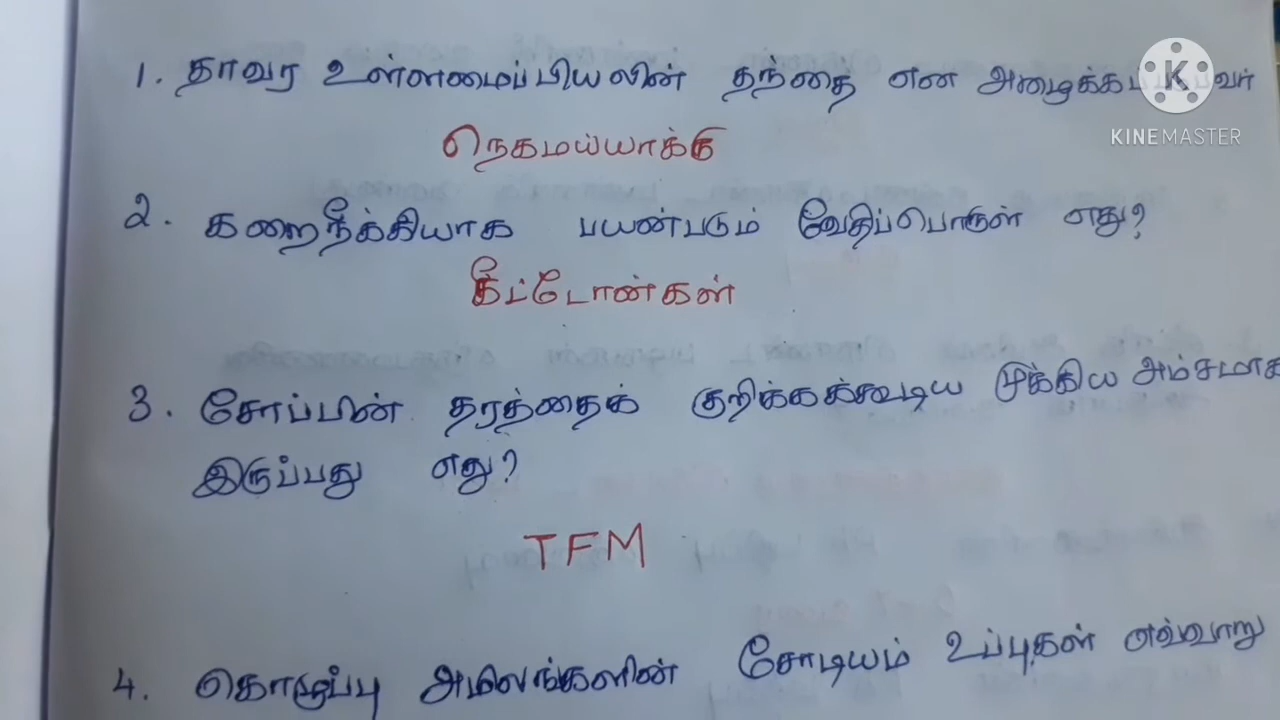 1. தாவர உள்ளமைப்பியலின் தந்தை என அழைக்கப்படுபவர்
நெகமய்யாக்கு
KINEMASTER
2. கறைநீக்கியாக பயண்படும் வேதிப்பொருள் எது?
கீட்டோன்கள்
3. சோப்பின் தரத்தைக் குறிக்கக்கூடிய முக்கிய அம்சமாக
இருப்பது எது?
TFM
4. கொழுப்பு அமிலங்களின் சோடியம் உப்புகள் எவ்வாறு